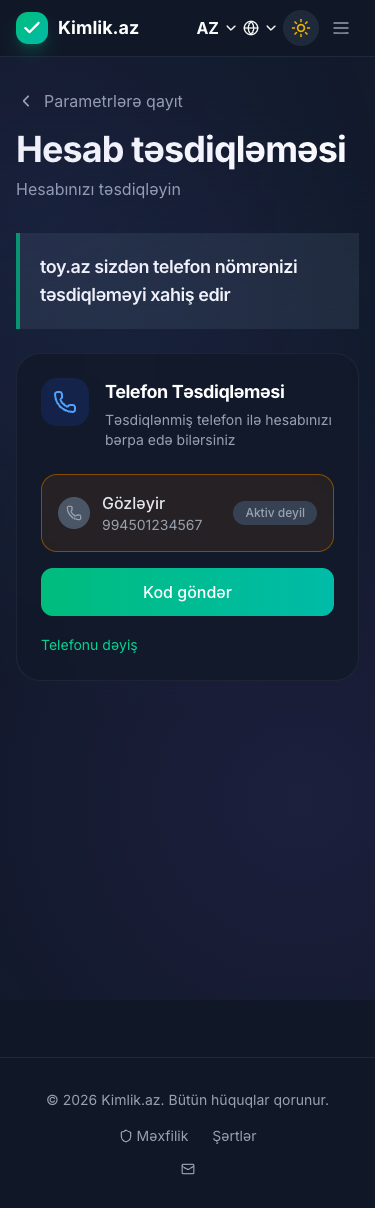 Kimlik.az
AZ
Parametrlərə qayıt
Hesab təsdiqləməsi
Hesabınızı təsdiqləyin
toy.az sizdən telefon nömrənizi
təsdiqləməyi xahiş edir
Telefon Təsdiqləməsi
Təsdiqlənmiş telefon ilə hesabınızı
bərpa edə bilərsiniz
Gözləyir
994501234567
Aktiv deyil
Kod göndər
Telefonu dəyiş
© 2026 Kimlik.az. Bütün hüquqlar qorunur.
Məxfilik
Şərtlər